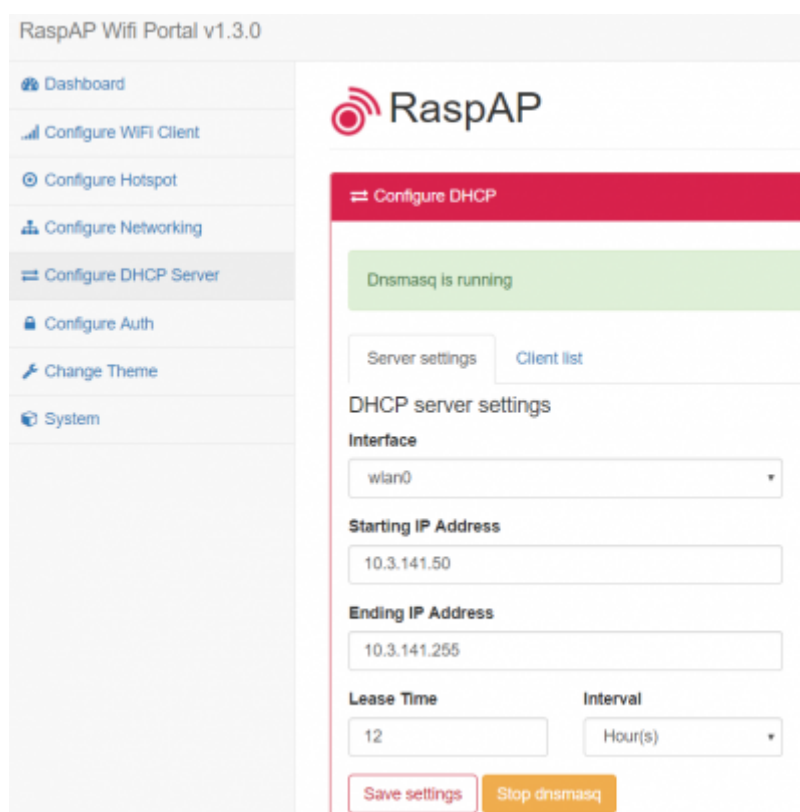 RaspAP Wifi Portal v1.3.0
Dashboard
Configure WiFi Client
Configure Hotspot
Configure Networking
Configure DHCP Server
Configure Auth
Change Theme
System
RaspAP
Configure DHCP
Dnsmasq is running
Server settings Client list
DHCP server settings
Interface
wlan0
Starting IP Address
10.3.141.50
Ending IP Address
10.3.141.255
Lease Time Interval
12 Hour(s)
Save settings Stop dnsmasq